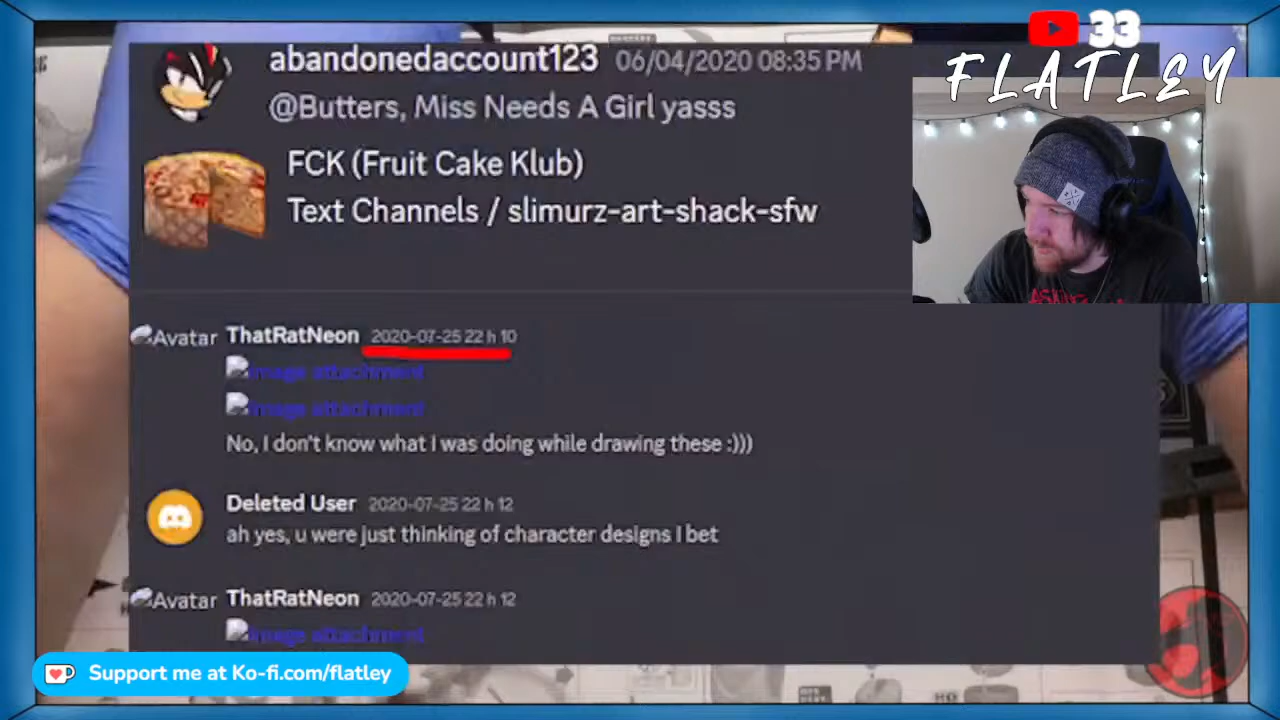 abandonedaccount123 06/04/2020 08:35 PM
@Butters, Miss Needs A Girl yasss
FCK (Fruit Cake Klub)
Text Channels / slimurz-art-shack-sfw
33
FLATLEY
Avatar ThatRatNeon 2020-07-25 22 h 10
Image attachment
Image attachment
No, I don't know what I was doing while drawing these :)))
Deleted User 2020-07-25 22 h 12
ah yes, u were just thinking of character designs I bet
Avatar ThatRatNeon 2020-07-25 22 h 12
Image attachment
Support me at Ko-fi.com/flatley